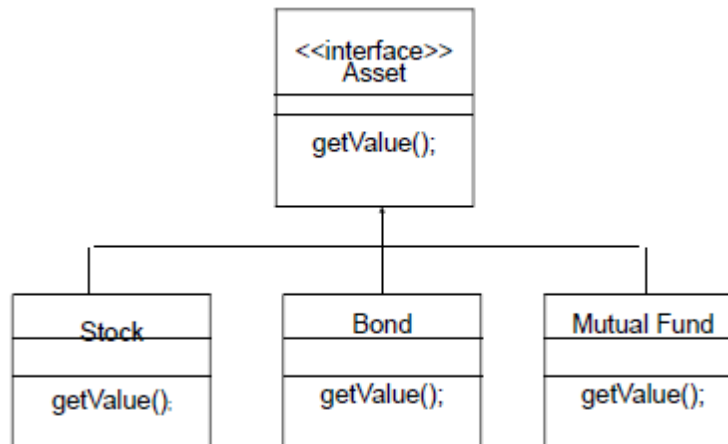 <<interface>>
Asset
getValue();
Stock
Bond
Mutual Fund
getValue();
getValue();
getValue();